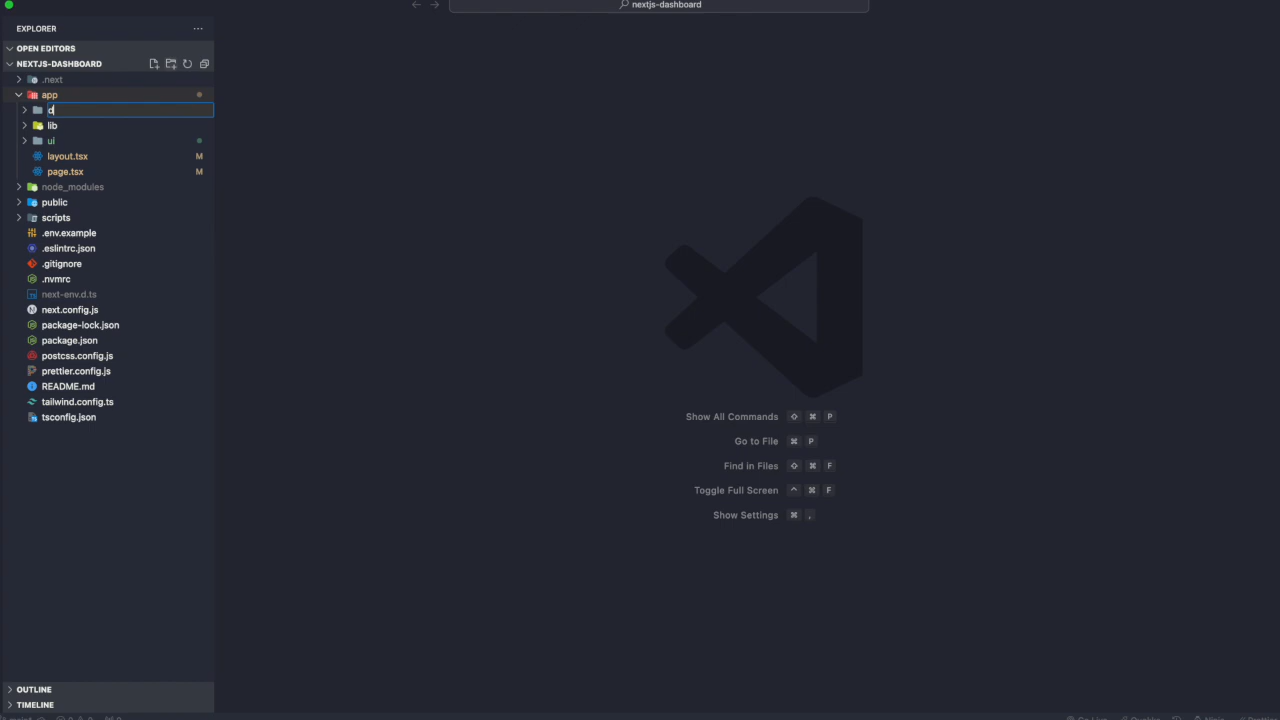 nextjs-dashboard
EXPLORER
OPEN EDITORS
NEXTJS-DASHBOARD
.next
app
d
lib
ui
layout.tsx M
page.tsx M
node_modules
public
scripts
.env.example
.eslintrc.json
.gitignore
.nvmrc
next-env.d.ts
next.config.js
package-lock.json
package.json
postcss.config.js
prettier.config.js
README.md
tailwind.config.ts
tsconfig.json
Show All Commands ⇧ ⌘ P
Go to File ⌘ P
Find in Files ⇧ ⌘ F
Toggle Full Screen ^ ⌘ F
Show Settings ⌘ ,
OUTLINE
TIMELINE